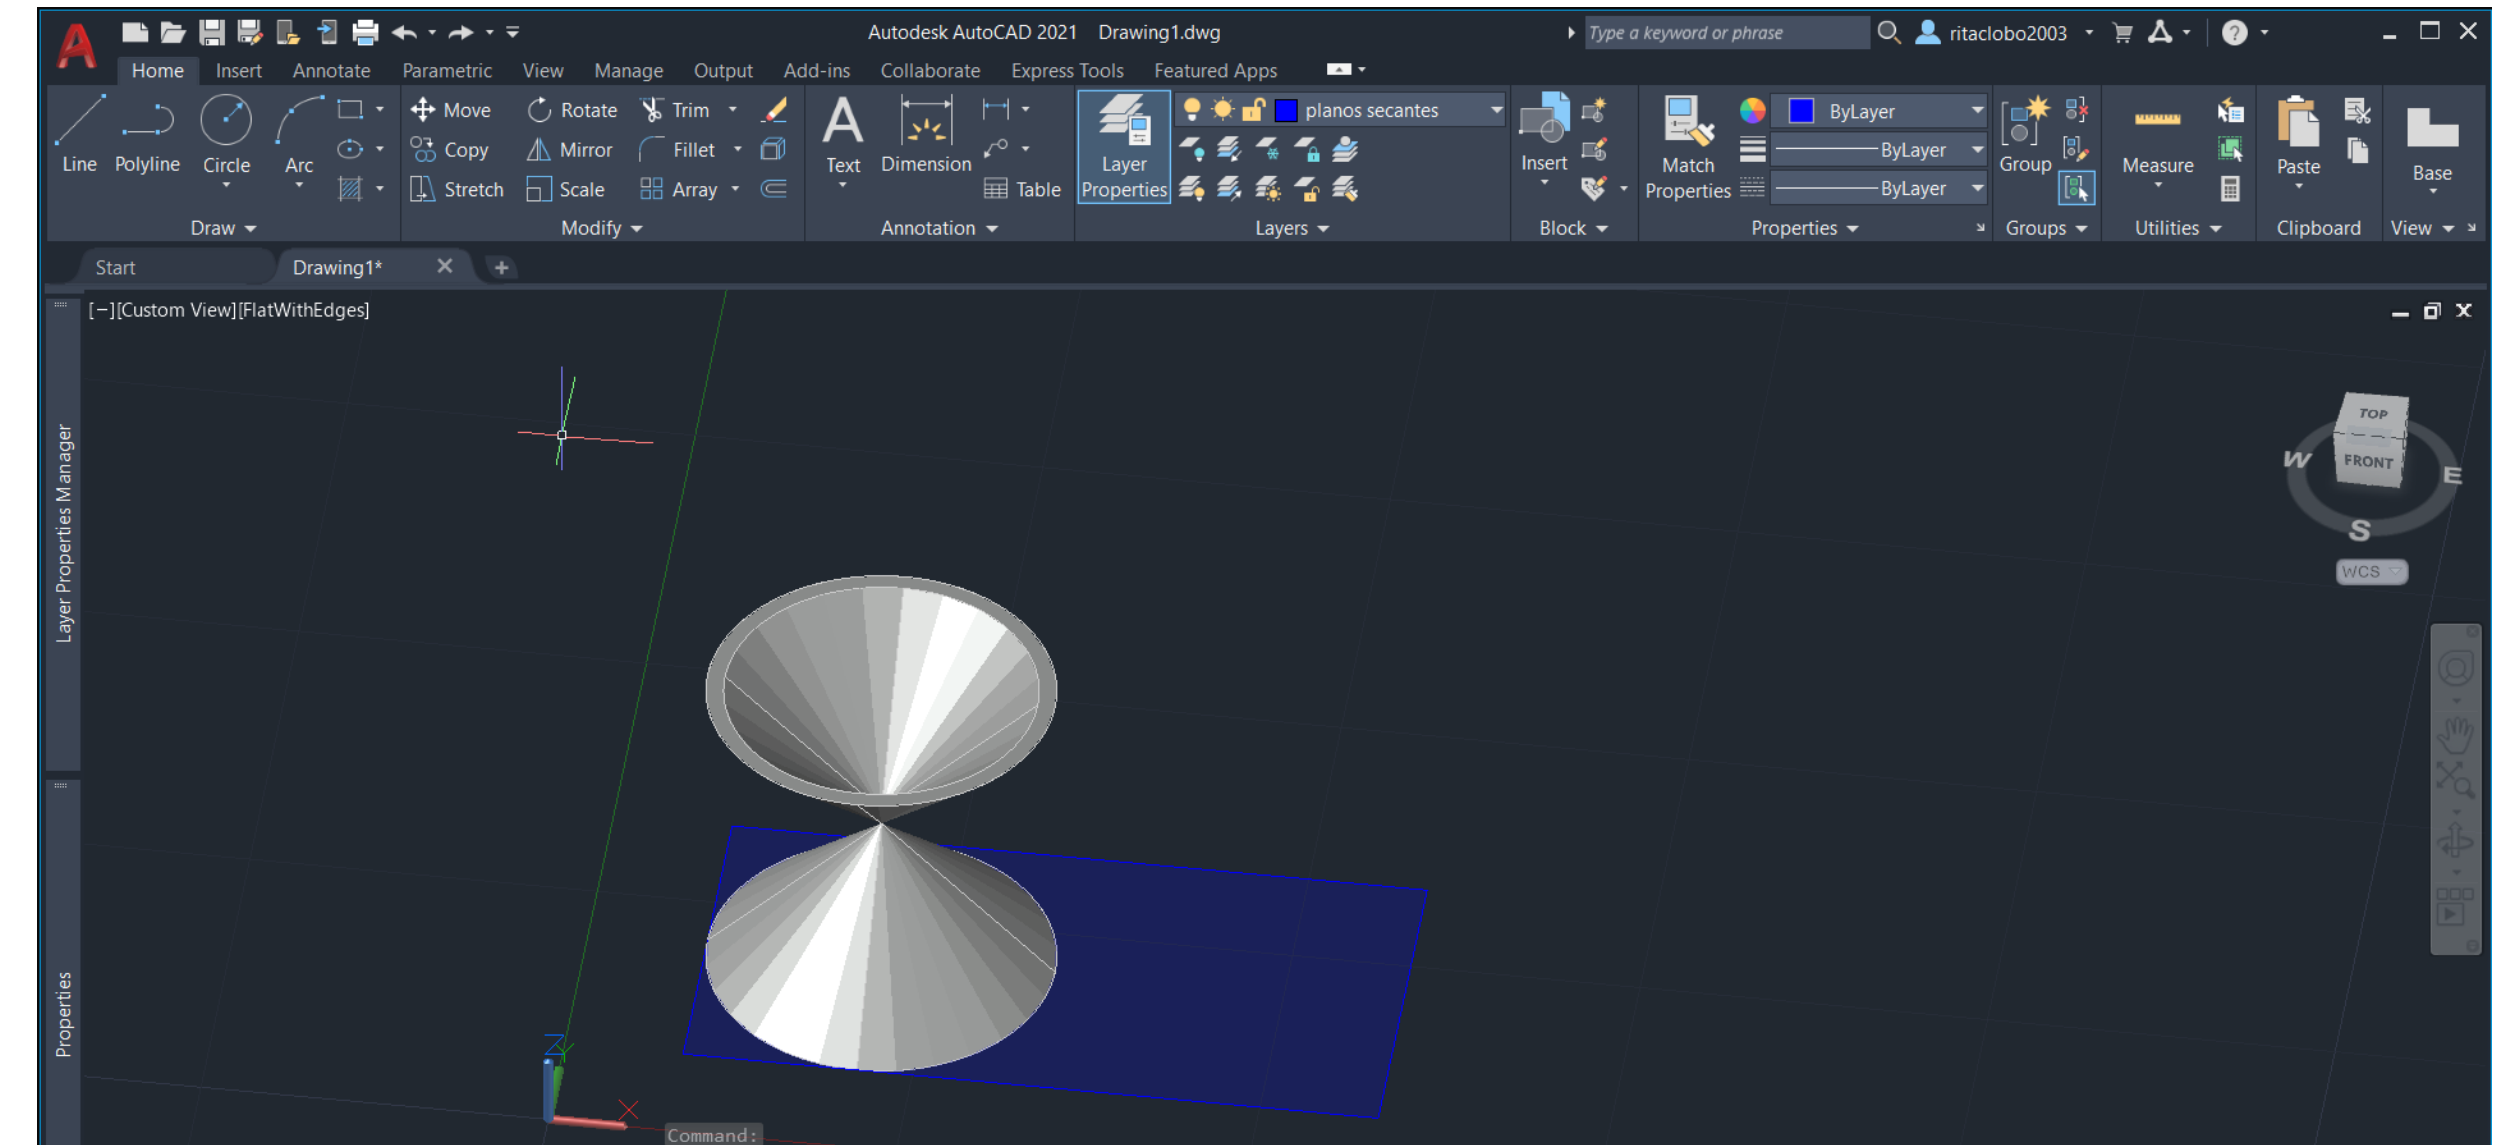 Autodesk AutoCAD 2021 Drawing1.dwg
Type a keyword or phrase
ritaclobo2003
Home Insert Annotate Parametric View Manage Output Add-ins Collaborate Express Tools Featured Apps
Line
Polyline
Circle
Arc
Draw
Move
Rotate
Trim
Copy
Mirror
Fillet
Stretch
Scale
Array
Modify
Text
Dimension
Table
Annotation
Layer
Properties
planos secantes
Layers
Insert
Block
Match
Properties
ByLayer
ByLayer
ByLayer
Properties
Group
Groups
Measure
Utilities
Paste
Clipboard
Base
View
Start
Drawing1*
[−][Custom View][FlatWithEdges]
Layer Properties Manager
Properties
TOP
FRONT
W
E
S
WCS
Z
Y
X
Command: